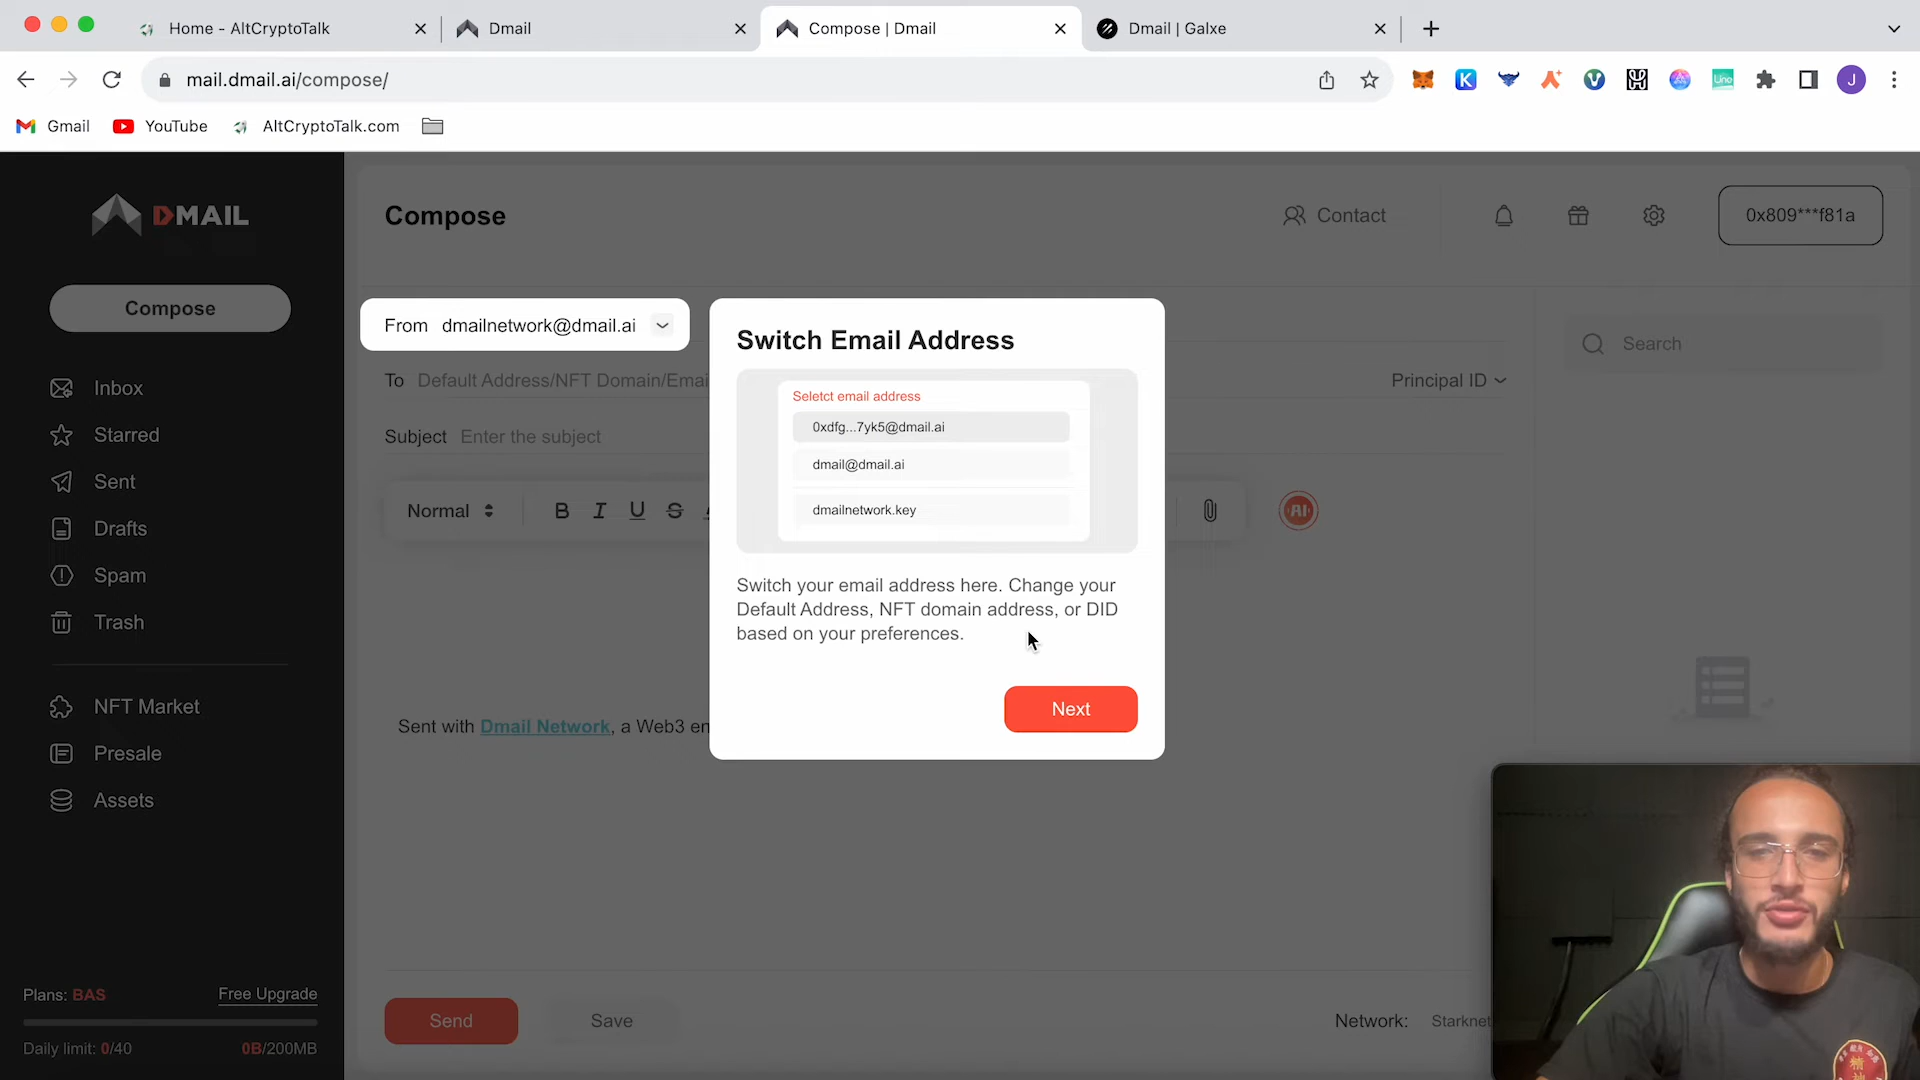 Home - AltCryptoTalk
Dmail
Compose | Dmail
Dmail | Galxe
mail.dmail.ai/compose/
Gmail
YouTube
AltCryptoTalk.com
Line
J
DMAIL
Compose
Inbox
Starred
Sent
Drafts
Spam
Trash
NFT Market
Presale
Assets
Plans: BAS
Free Upgrade
Daily limit: 0/40
0B/200MB
Compose
Contact
0x809***f81a
From dmailnetwork@dmail.ai
To Default Address/NFT Domain/Emai
Principal ID
Subject Enter the subject
Search
Normal
B I U S
AI
Sent with Dmail Network, a Web3 en
Switch Email Address
Seletct email address
0xdfg...7yk5@dmail.ai
dmail@dmail.ai
dmailnetwork.key
Switch your email address here. Change your
Default Address, NFT domain address, or DID
based on your preferences.
Next
Send
Save
Network: Starknet